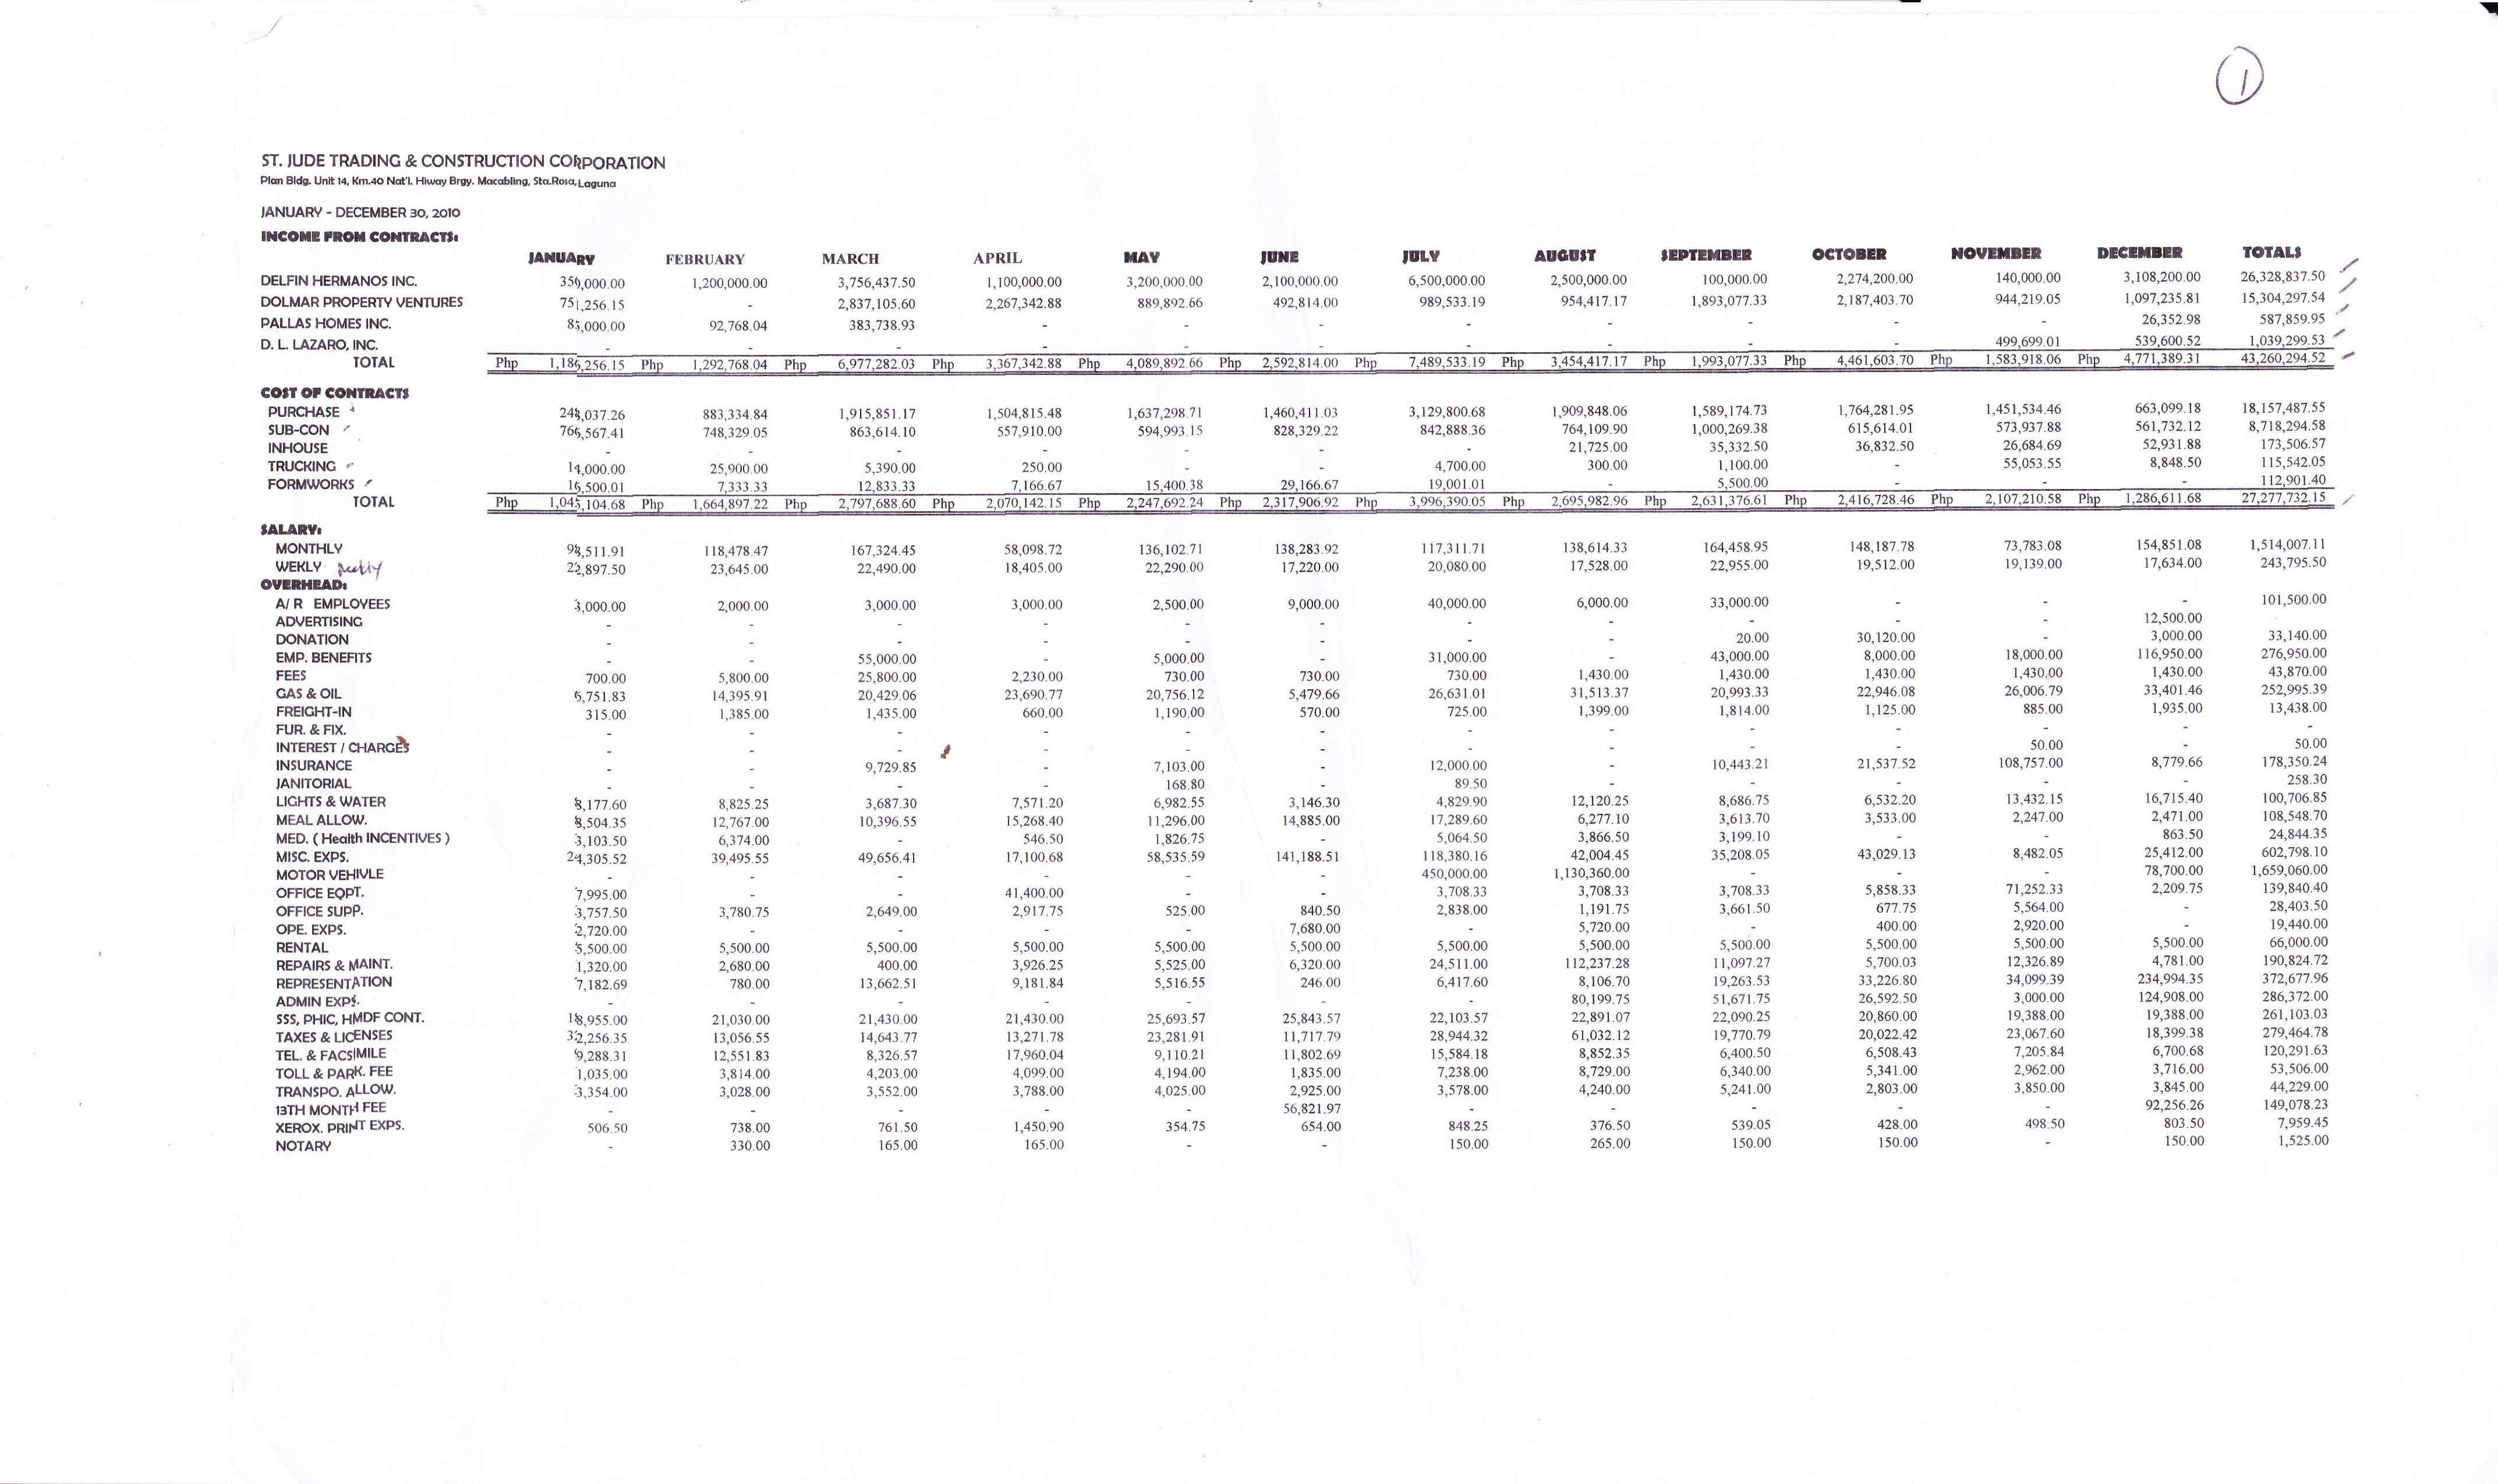 1
ST. JUDE TRADING & CONSTRUCTION CORPORATION
Plan Bldg. Unit 14, Km.40 Nat'l. Hiway Brgy. Macabling, Sta.Rosa, Laguna
JANUARY - DECEMBER 30, 2010
INCOME FROM CONTRACTS:
JANUARY FEBRUARY MARCH APRIL MAY JUNE JULY AUGUST SEPTEMBER OCTOBER NOVEMBER DECEMBER TOTALS
DELFIN HERMANOS INC. 350,000.00 1,200,000.00 3,756,437.50 1,100,000.00 3,200,000.00 2,100,000.00 6,500,000.00 2,500,000.00 100,000.00 2,274,200.00 140,000.00 3,108,200.00 26,328,837.50
DOLMAR PROPERTY VENTURES 751,256.15 - 2,837,105.60 2,267,342.88 889,892.66 492,814.00 989,533.19 954,417.17 1,893,077.33 2,187,403.70 944,219.05 1,097,235.81 15,304,297.54
PALLAS HOMES INC. 85,000.00 92,768.04 383,738.93 - - - - - - - - 26,352.98 587,859.95
D. L. LAZARO, INC. - - - - - - - - - - 499,699.01 539,600.52 1,039,299.53
TOTAL Php 1,186,256.15 Php 1,292,768.04 Php 6,977,282.03 Php 3,367,342.88 Php 4,089,892.66 Php 2,592,814.00 Php 7,489,533.19 Php 3,454,417.17 Php 1,993,077.33 Php 4,461,603.70 Php 1,583,918.06 Php 4,771,389.31 43,260,294.52
COST OF CONTRACTS
PURCHASE 248,037.26 883,334.84 1,915,851.17 1,504,815.48 1,637,298.71 1,460,411.03 3,129,800.68 1,909,848.06 1,589,174.73 1,764,281.95 1,451,534.46 663,099.18 18,157,487.55
SUB-CON 766,567.41 748,329.05 863,614.10 557,910.00 594,993.15 828,329.22 842,888.36 764,109.90 1,000,269.38 615,614.01 573,937.88 561,732.12 8,718,294.58
INHOUSE - - - - - - - 21,725.00 35,332.50 36,832.50 26,684.69 52,931.88 173,506.57
TRUCKING 14,000.00 25,900.00 5,390.00 250.00 - - 4,700.00 300.00 1,100.00 - 55,053.55 8,848.50 115,542.05
FORMWORKS 16,500.01 7,333.33 12,833.33 7,166.67 15,400.38 29,166.67 19,001.01 - 5,500.00 - - - 112,901.40
TOTAL Php 1,045,104.68 Php 1,664,897.22 Php 2,797,688.60 Php 2,070,142.15 Php 2,247,692.24 Php 2,317,906.92 Php 3,996,390.05 Php 2,695,982.96 Php 2,631,376.61 Php 2,416,728.46 Php 2,107,210.58 Php 1,286,611.68 27,277,732.15
SALARY:
MONTHLY 98,511.91 118,478.47 167,324.45 58,098.72 136,102.71 138,283.92 117,311.71 138,614.33 164,458.95 148,187.78 73,783.08 154,851.08 1,514,007.11
WEKLY weekly 22,897.50 23,645.00 22,490.00 18,405.00 22,290.00 17,220.00 20,080.00 17,528.00 22,955.00 19,512.00 19,139.00 17,634.00 243,795.50
OVERHEAD:
A/ R EMPLOYEES 3,000.00 2,000.00 3,000.00 3,000.00 2,500.00 9,000.00 40,000.00 6,000.00 33,000.00 - - - 101,500.00
ADVERTISING - - - - - - - - - - - 12,500.00
DONATION - - - - - - - - 20.00 30,120.00 - 3,000.00 33,140.00
EMP. BENEFITS - - 55,000.00 - 5,000.00 - 31,000.00 - 43,000.00 8,000.00 18,000.00 116,950.00 276,950.00
FEES 700.00 5,800.00 25,800.00 2,230.00 730.00 730.00 730.00 1,430.00 1,430.00 1,430.00 1,430.00 1,430.00 43,870.00
GAS & OIL 6,751.83 14,395.91 20,429.06 23,690.77 20,756.12 5,479.66 26,631.01 31,513.37 20,993.33 22,946.08 26,006.79 33,401.46 252,995.39
FREIGHT-IN 315.00 1,385.00 1,435.00 660.00 1,190.00 570.00 725.00 1,399.00 1,814.00 1,125.00 885.00 1,935.00 13,438.00
FUR. & FIX. - - - - - - - - - - - - -
INTEREST / CHARGES - - - - - - - - - - 50.00 - 50.00
INSURANCE - - 9,729.85 - 7,103.00 - 12,000.00 - 10,443.21 21,537.52 108,757.00 8,779.66 178,350.24
JANITORIAL - - - - 168.80 - 89.50 - - - - - 258.30
LIGHTS & WATER 8,177.60 8,825.25 3,687.30 7,571.20 6,982.55 3,146.30 4,829.90 12,120.25 8,686.75 6,532.20 13,432.15 16,715.40 100,706.85
MEAL ALLOW. 8,504.35 12,767.00 10,396.55 15,268.40 11,296.00 14,885.00 17,289.60 6,277.10 3,613.70 3,533.00 2,247.00 2,471.00 108,548.70
MED. ( Health INCENTIVES ) 3,103.50 6,374.00 - 546.50 1,826.75 - 5,064.50 3,866.50 3,199.10 - - 863.50 24,844.35
MISC. EXPS. 24,305.52 39,495.55 49,656.41 17,100.68 58,535.59 141,188.51 118,380.16 42,004.45 35,208.05 43,029.13 8,482.05 25,412.00 602,798.10
MOTOR VEHIVLE - - - - - - 450,000.00 1,130,360.00 - - - 78,700.00 1,659,060.00
OFFICE EQPT. 7,995.00 - - 41,400.00 - - 3,708.33 3,708.33 3,708.33 5,858.33 71,252.33 2,209.75 139,840.40
OFFICE SUPP. 3,757.50 3,780.75 2,649.00 2,917.75 525.00 840.50 2,838.00 1,191.75 3,661.50 677.75 5,564.00 - 28,403.50
OPE. EXPS. 2,720.00 - - - - 7,680.00 - 5,720.00 - 400.00 2,920.00 - 19,440.00
RENTAL 5,500.00 5,500.00 5,500.00 5,500.00 5,500.00 5,500.00 5,500.00 5,500.00 5,500.00 5,500.00 5,500.00 5,500.00 66,000.00
REPAIRS & MAINT. 1,320.00 2,680.00 400.00 3,926.25 5,525.00 6,320.00 24,511.00 112,237.28 11,097.27 5,700.03 12,326.89 4,781.00 190,824.72
REPRESENTATION 7,182.69 780.00 13,662.51 9,181.84 5,516.55 246.00 6,417.60 8,106.70 19,263.53 33,226.80 34,099.39 234,994.35 372,677.96
ADMIN EXPS. - - - - - - - 80,199.75 51,671.75 26,592.50 3,000.00 124,908.00 286,372.00
SSS, PHIC, HMDF CONT. 18,955.00 21,030.00 21,430.00 21,430.00 25,693.57 25,843.57 22,103.57 22,891.07 22,090.25 20,860.00 19,388.00 19,388.00 261,103.03
TAXES & LICENSES 32,256.35 13,056.55 14,643.77 13,271.78 23,281.91 11,717.79 28,944.32 61,032.12 19,770.79 20,022.42 23,067.60 18,399.38 279,464.78
TEL. & FACSIMILE 9,288.31 12,551.83 8,326.57 17,960.04 9,110.21 11,802.69 15,584.18 8,852.35 6,400.50 6,508.43 7,205.84 6,700.68 120,291.63
TOLL & PARK. FEE 1,035.00 3,814.00 4,203.00 4,099.00 4,194.00 1,835.00 7,238.00 8,729.00 6,340.00 5,341.00 2,962.00 3,716.00 53,506.00
TRANSPO. ALLOW. 3,354.00 3,028.00 3,552.00 3,788.00 4,025.00 2,925.00 3,578.00 4,240.00 5,241.00 2,803.00 3,850.00 3,845.00 44,229.00
13TH MONTH FEE - - - - - 56,821.97 - - - - - 92,256.26 149,078.23
XEROX. PRINT EXPS. 506.50 738.00 761.50 1,450.90 354.75 654.00 848.25 376.50 539.05 428.00 498.50 803.50 7,959.45
NOTARY - 330.00 165.00 165.00 - - 150.00 265.00 150.00 150.00 - 150.00 1,525.00